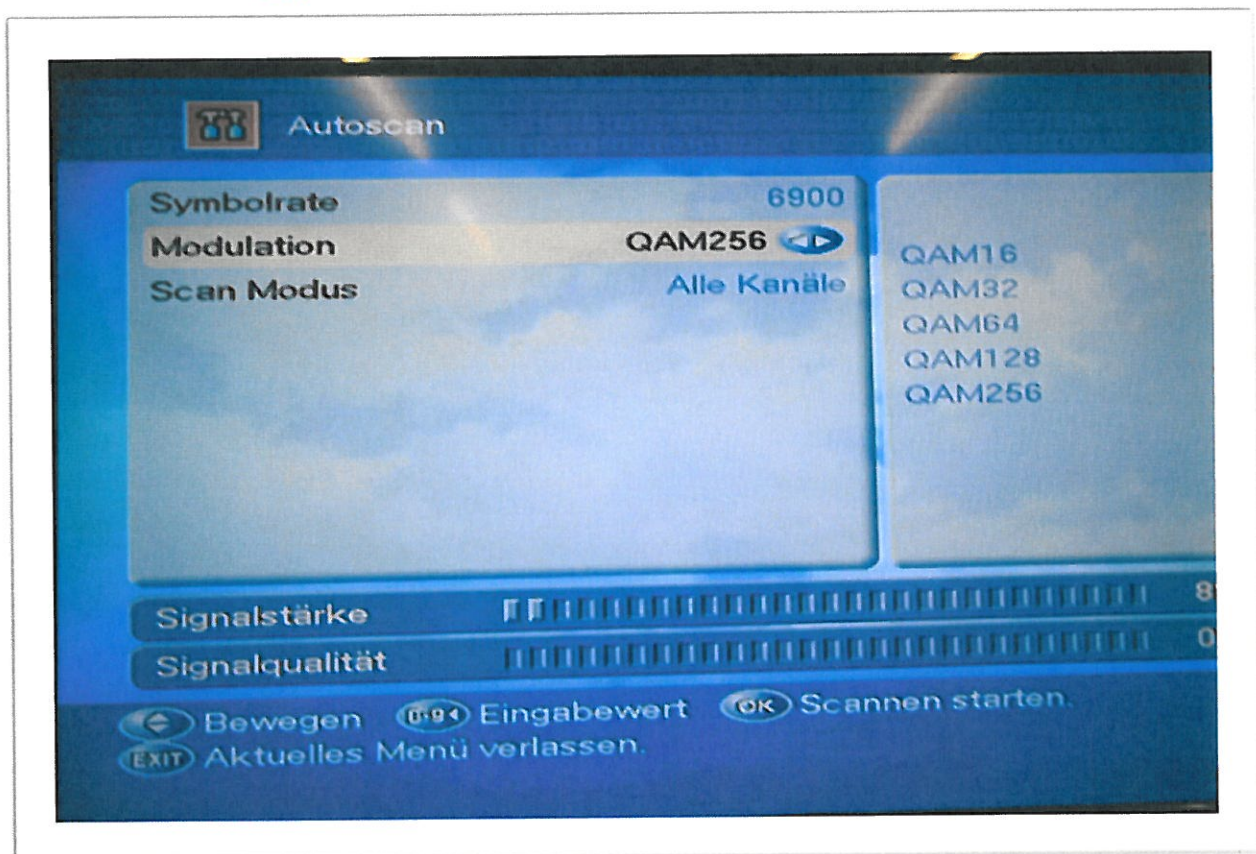 Autoscan
Symbolrate 6900
Modulation QAM256
Scan Modus Alle Kanäle
QAM16
QAM32
QAM64
QAM128
QAM256
Signalstärke
Signalqualität
Bewegen 0-9 Eingabewert OK Scannen starten.
EXIT Aktuelles Menü verlassen.